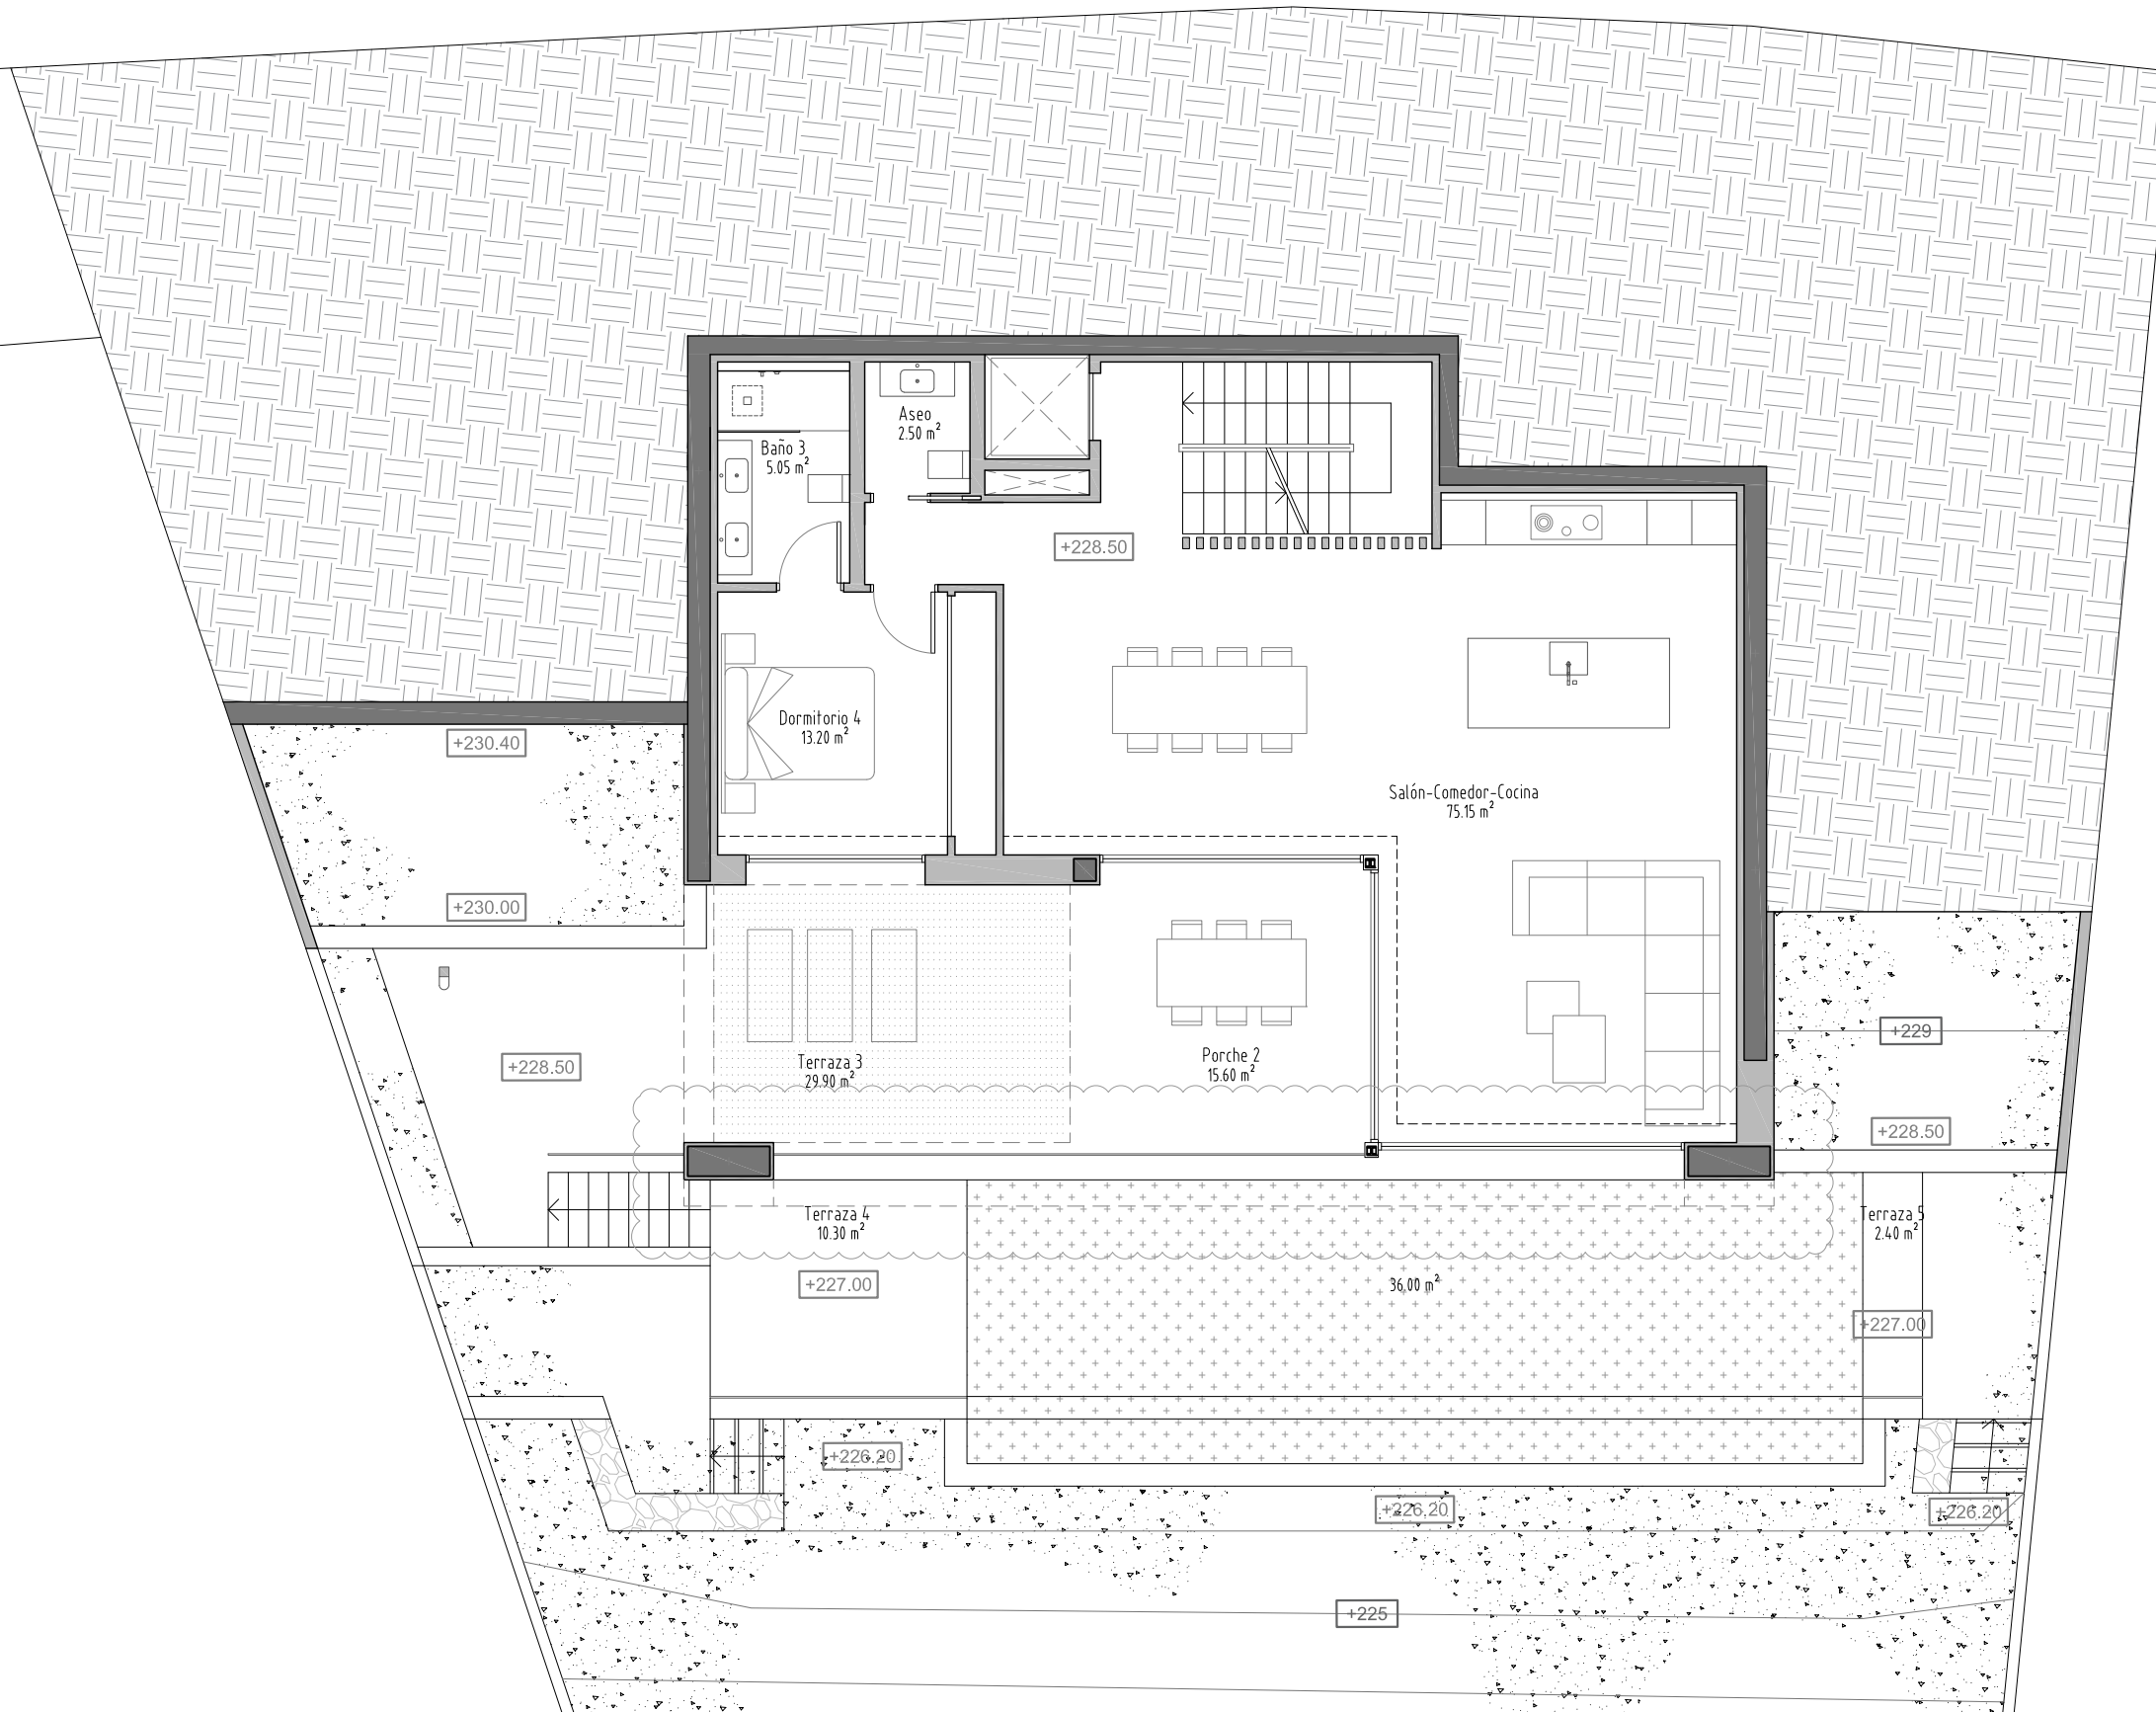 Aseo
2.50 m²
Baño 3
5.05 m²
+228.50
Dormitorio 4
13.20 m²
+230.40
Salón-Comedor-Cocina
75.15 m²
+230.00
+229
Terraza 3
29.90 m²
Porche 2
15.60 m²
+228.50
+228.50
Terraza 4
10.30 m²
Terraza 5
2.40 m²
+227.00
36.00 m²
+227.00
+226.20
+226,20
+226.20
+225